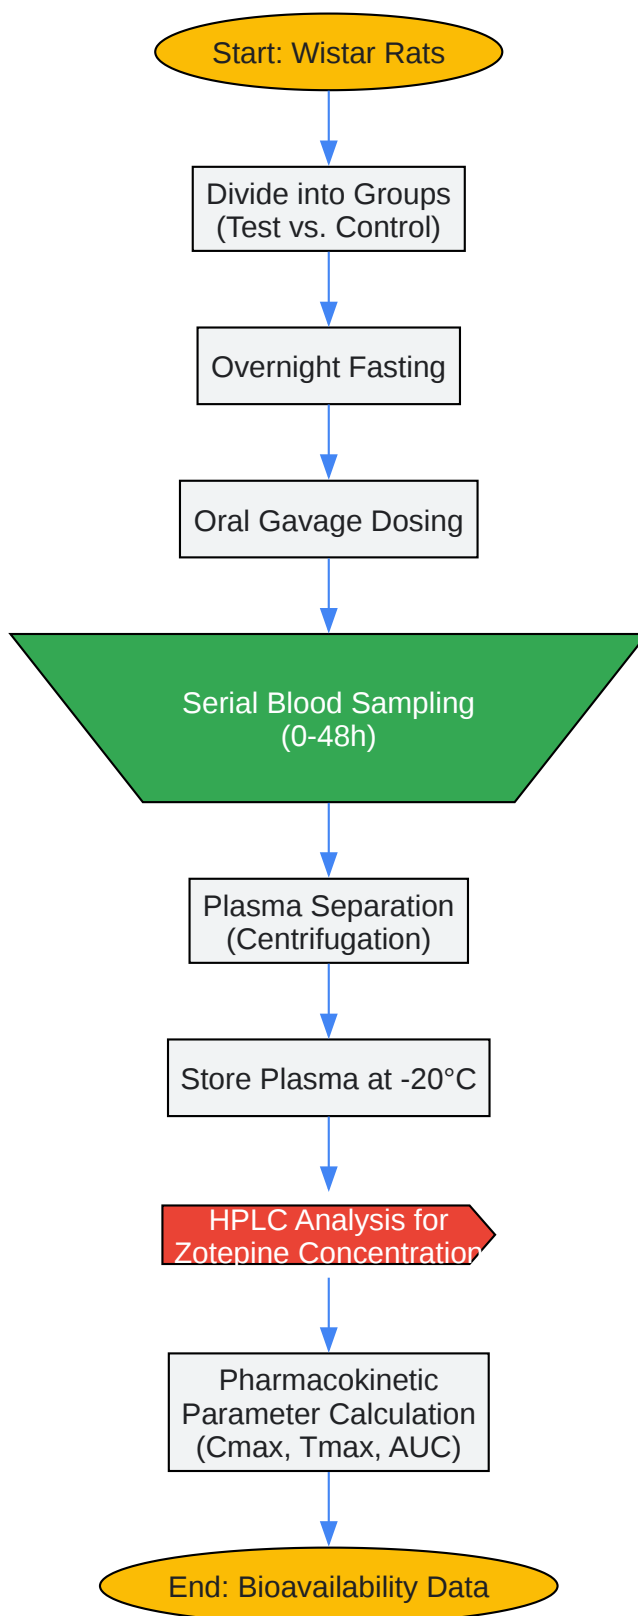 Start: Wistar Rats
Divide into Groups
(Test vs. Control)
Overnight Fasting
Oral Gavage Dosing
Serial Blood Sampling
(0-48h)
Plasma Separation
(Centrifugation)
Store Plasma at -20°C
HPLC Analysis for
Zotepine Concentration
Pharmacokinetic
Parameter Calculation
(Cmax, Tmax, AUC)
End: Bioavailability Data